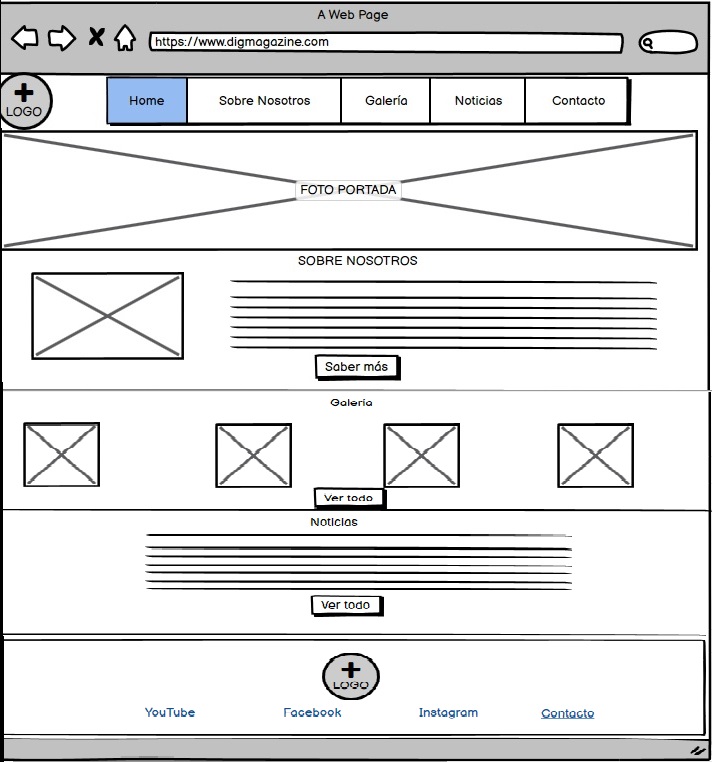 A Web Page
https://www.digmagazine.com
LOGO
Home Sobre Nosotros Galería Noticias Contacto
FOTO PORTADA
SOBRE NOSOTROS
Saber más
Galería
Ver todo
Noticias
Ver todo
LOGO
YouTube Facebook Instagram Contacto